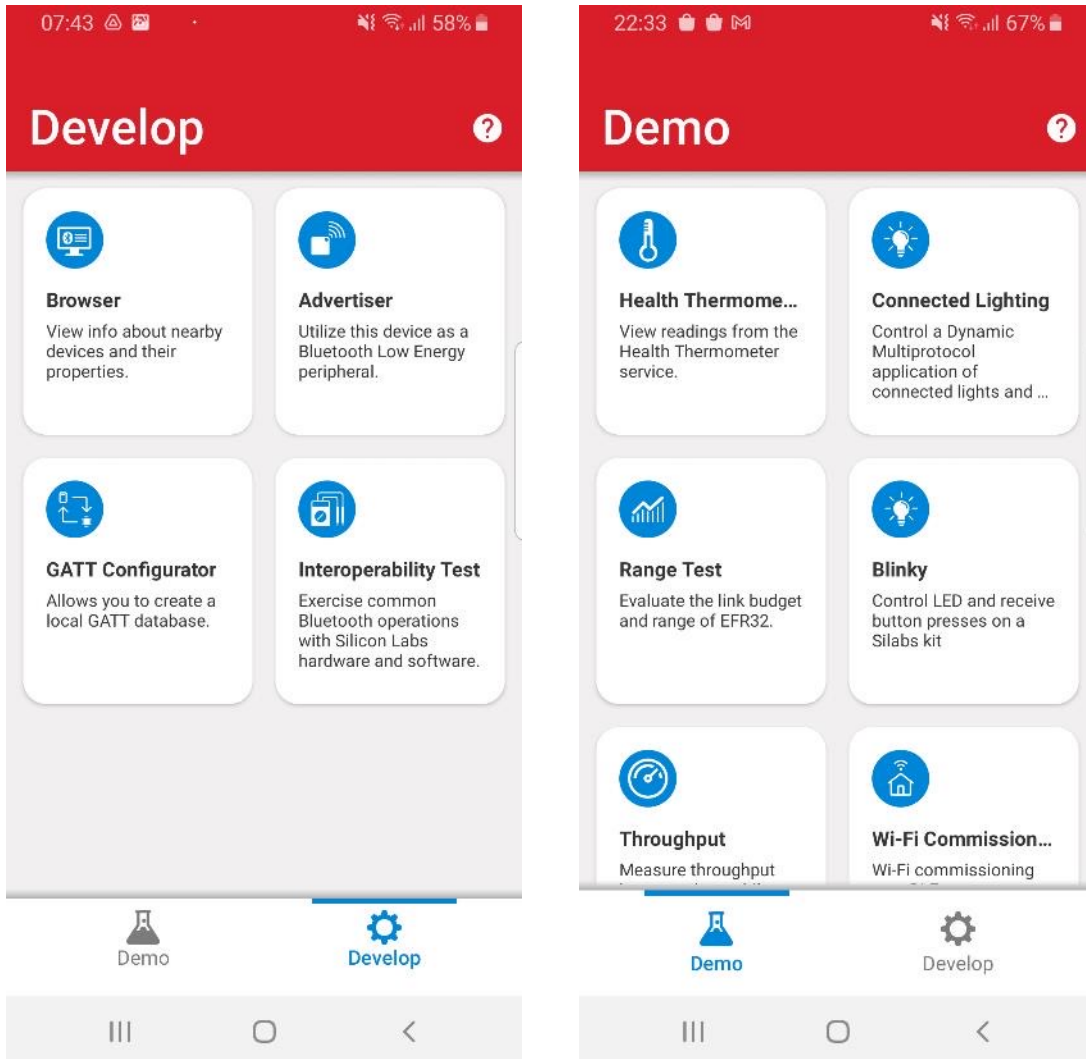 07:43
58%
Develop
?
Browser
View info about nearby
devices and their
properties.
Advertiser
Utilize this device as a
Bluetooth Low Energy
peripheral.
GATT Configurator
Allows you to create a
local GATT database.
Interoperability Test
Exercise common
Bluetooth operations
with Silicon Labs
hardware and software.
Demo
Develop
22:33
67%
Demo
?
Health Thermome...
View readings from the
Health Thermometer
service.
Connected Lighting
Control a Dynamic
Multiprotocol
application of
connected lights and ...
Range Test
Evaluate the link budget
and range of EFR32.
Blinky
Control LED and receive
button presses on a
Silabs kit
Throughput
Measure throughput
Wi-Fi Commission...
Wi-Fi commissioning
Demo
Develop